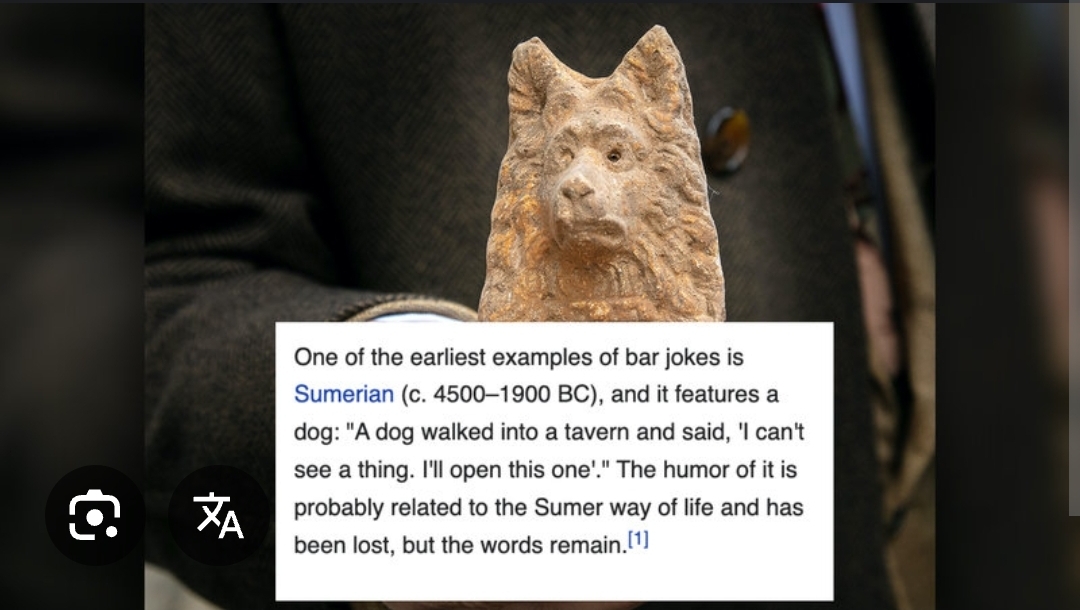 One of the earliest examples of bar jokes is
Sumerian (c. 4500–1900 BC), and it features a
dog: "A dog walked into a tavern and said, 'I can't
see a thing. I'll open this one'." The humor of it is
probably related to the Sumer way of life and has
been lost, but the words remain.[1]
文A